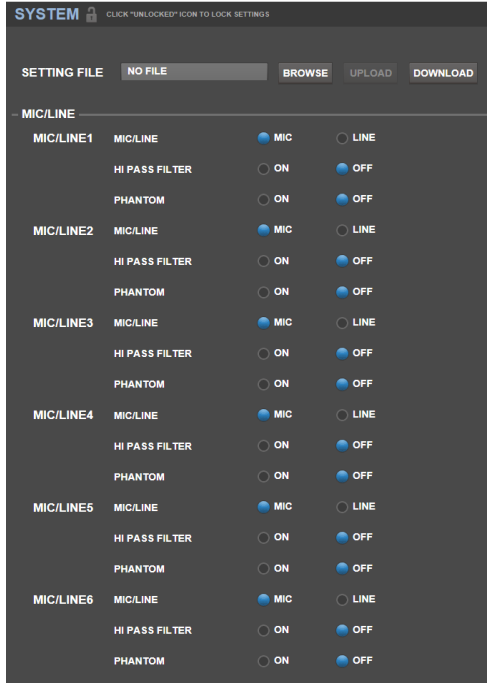 SYSTEM CLICK "UNLOCKED" ICON TO LOCK SETTINGS
SETTING FILE NO FILE BROWSE UPLOAD DOWNLOAD
MIC/LINE
MIC/LINE1 MIC/LINE MIC LINE
HI PASS FILTER ON OFF
PHANTOM ON OFF
MIC/LINE2 MIC/LINE MIC LINE
HI PASS FILTER ON OFF
PHANTOM ON OFF
MIC/LINE3 MIC/LINE MIC LINE
HI PASS FILTER ON OFF
PHANTOM ON OFF
MIC/LINE4 MIC/LINE MIC LINE
HI PASS FILTER ON OFF
PHANTOM ON OFF
MIC/LINE5 MIC/LINE MIC LINE
HI PASS FILTER ON OFF
PHANTOM ON OFF
MIC/LINE6 MIC/LINE MIC LINE
HI PASS FILTER ON OFF
PHANTOM ON OFF